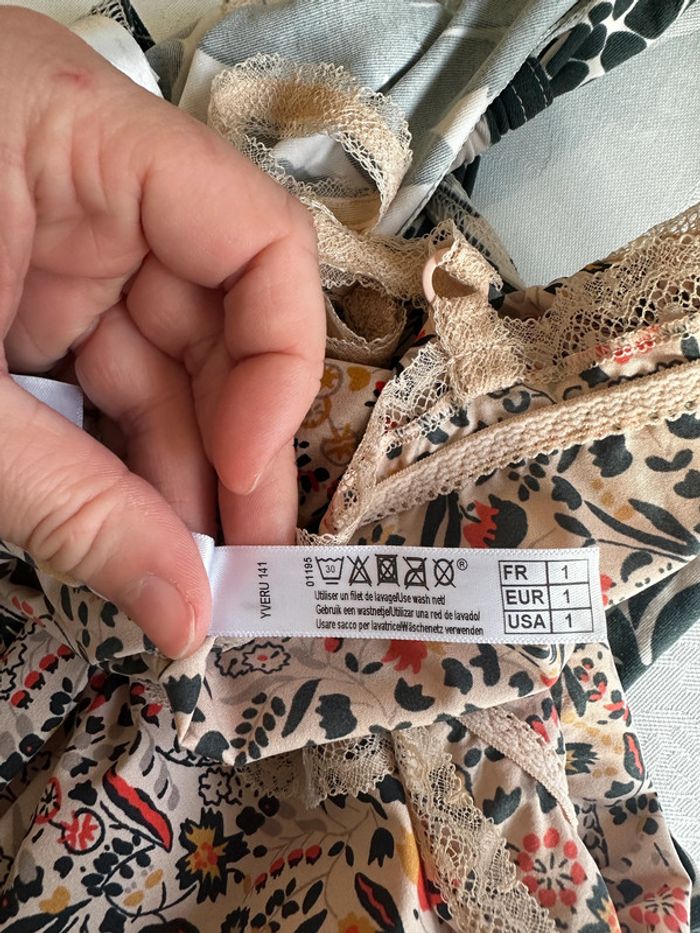 YVERU 141
01195
30
®
Utiliser un filet de lavage/Use wash net/
Gebruik een wastnetje/Utilizar una red de lavado/
Usare sacco per lavatrice/Wäschenetz verwenden
FR 1
EUR 1
USA 1